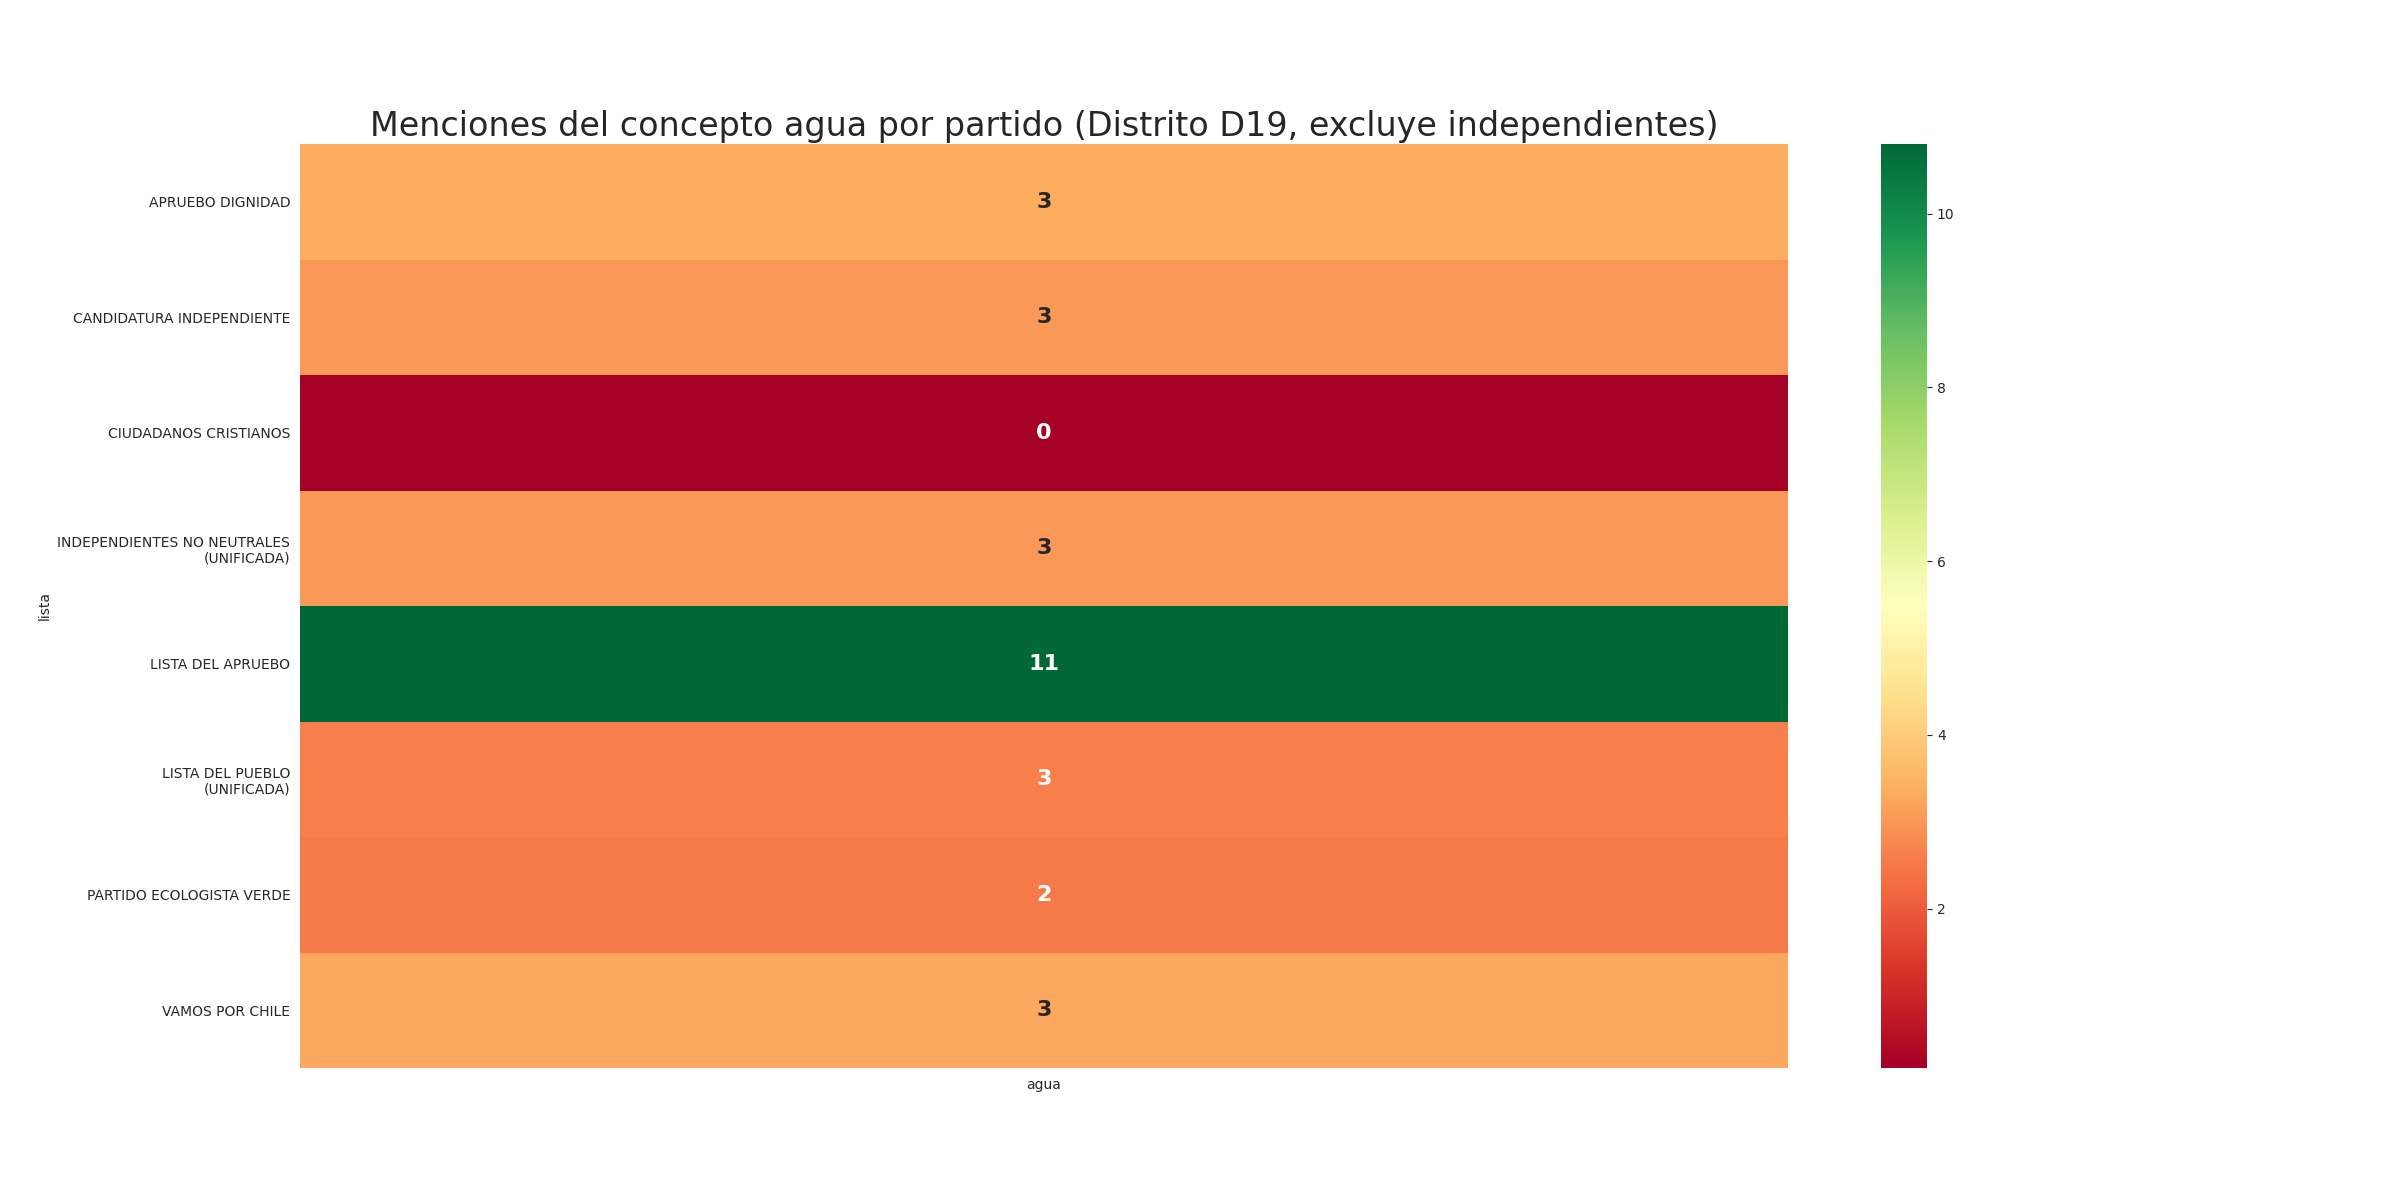 Menciones del concepto agua por partido (Distrito D19, excluye independientes)
APRUEBO DIGNIDAD
3
CANDIDATURA INDEPENDIENTE
3
CIUDADANOS CRISTIANOS
0
INDEPENDIENTES NO NEUTRALES
(UNIFICADA)
3
LISTA DEL APRUEBO
11
LISTA DEL PUEBLO
(UNIFICADA)
3
PARTIDO ECOLOGISTA VERDE
2
VAMOS POR CHILE
3
lista
agua
10
8
6
4
2